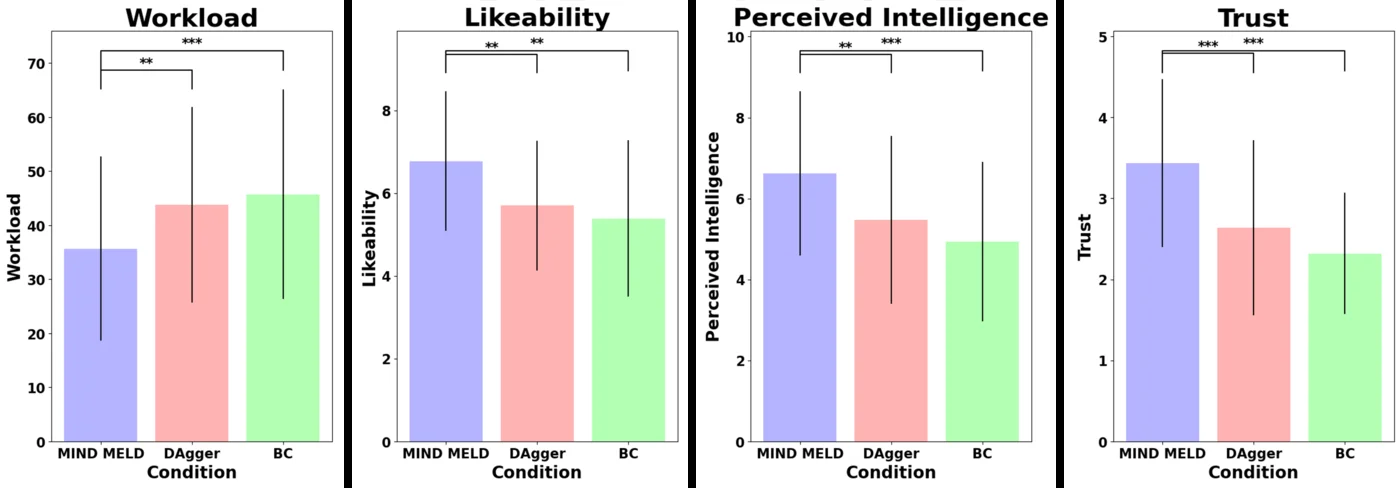 Workload
***
**
70
60
50
40
30
20
10
0
Workload
MIND MELD DAgger BC
Condition
Likeability
** **
8
6
4
2
0
Likeability
MIND MELD DAgger BC
Condition
Perceived Intelligence
** ***
10
8
6
4
2
0
Perceived Intelligence
MIND MELD DAgger BC
Condition
Trust
*** ***
5
4
3
2
1
0
Trust
MIND MELD DAgger BC
Condition